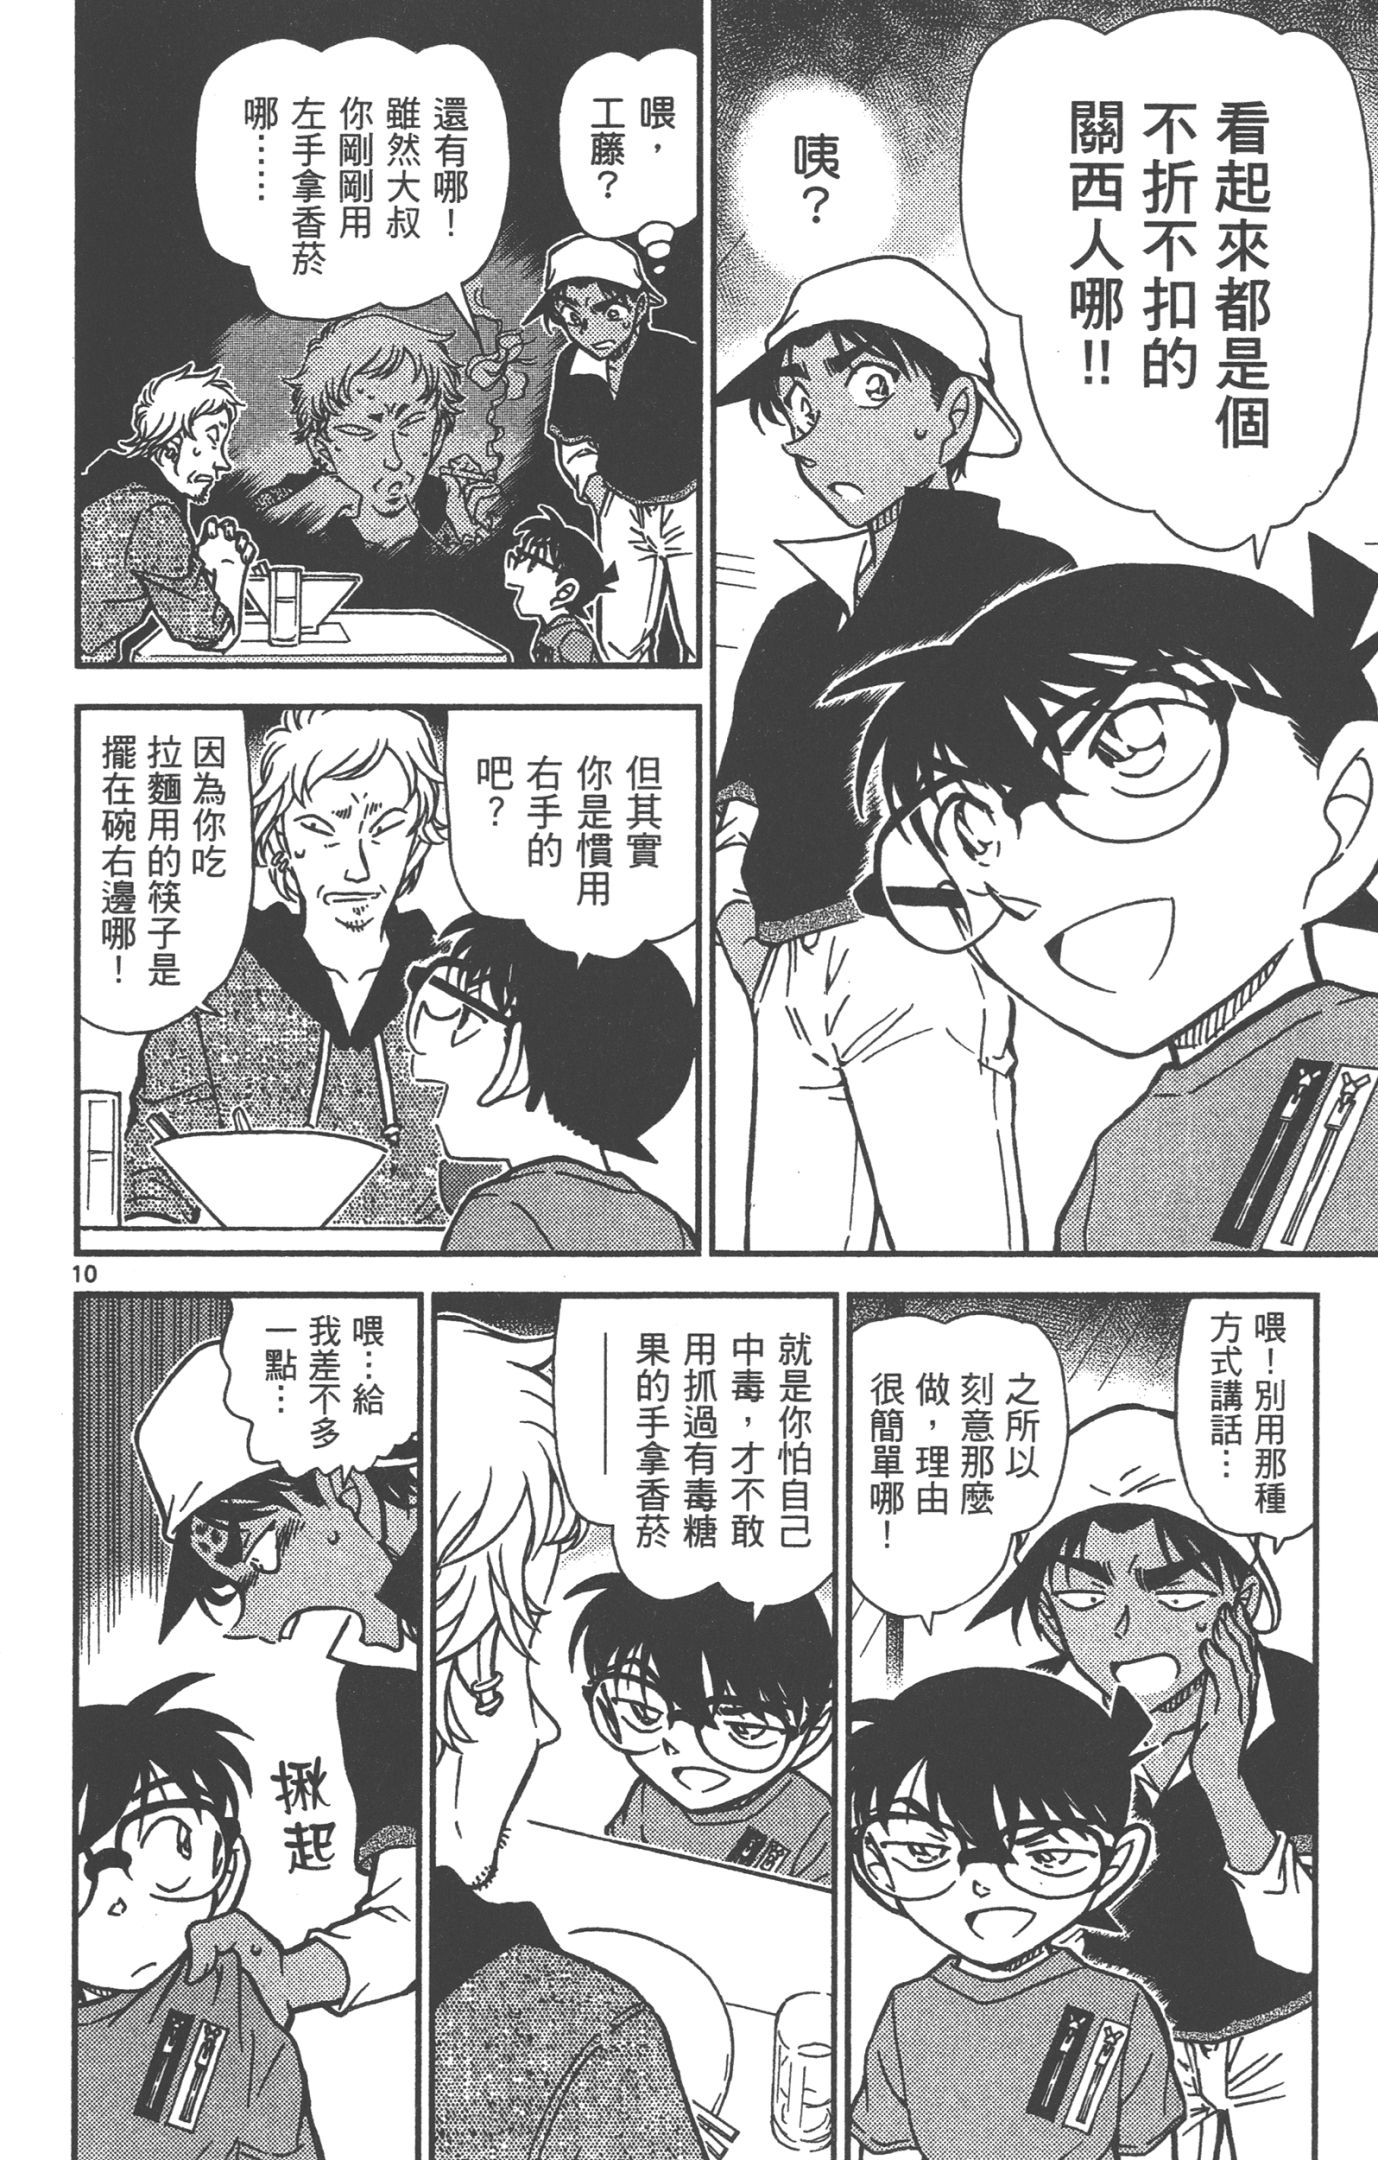 看起來都是個
不折不扣的
關西人哪!!
咦?
喂,
工藤?
還有哪!
雖然大叔
你剛剛用
左手拿香菸
哪……
但其實
你是慣用
右手的
吧?
因為你吃
拉麵用的筷子是
擺在碗右邊哪!
10
喂!別用那種
方式講話…
之所以
刻意那麼
做,理由
很簡單哪!
就是你怕自己
中毒,才不敢
用抓過有毒糖
果的手拿香菸
——
喂…給
我差不多
一點…
揪起